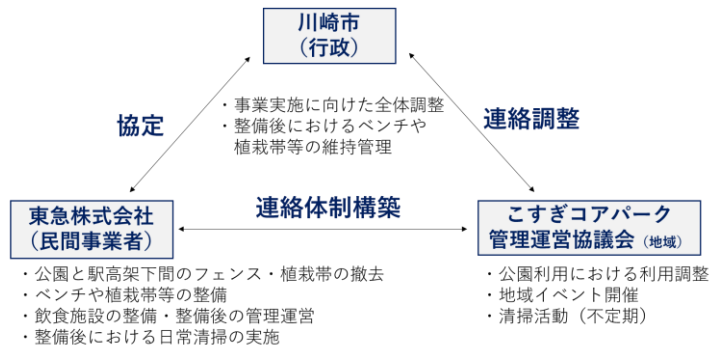 川崎市
（行政）
・事業実施に向けた全体調整
・整備後におけるベンチや
植栽帯等の維持管理
協定
連絡調整
連絡体制構築
東急株式会社
（民間事業者）
・公園と駅高架下間のフェンス・植栽帯の撤去
・ベンチや植栽帯等の整備
・飲食施設の整備・整備後の管理運営
・整備後における日常清掃の実施
こすぎコアパーク
管理運営協議会（地域）
・公園利用における利用調整
・地域イベント開催
・清掃活動（不定期）